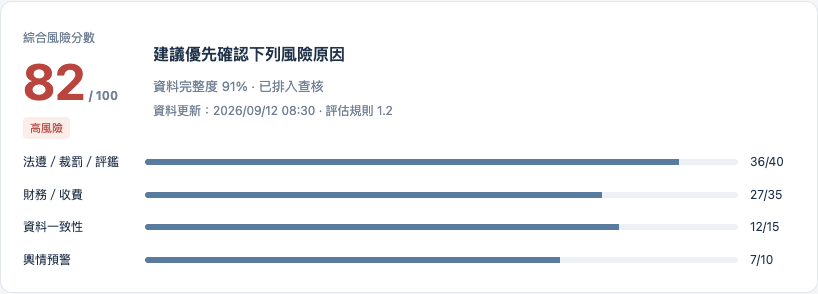 綜合風險分數
82 / 100
高風險
建議優先確認下列風險原因
資料完整度 91% · 已排入查核
資料更新：2026/09/12 08:30 · 評估規則 1.2
法遵 / 裁罰 / 評鑑 36/40
財務 / 收費 27/35
資料一致性 12/15
輿情預警 7/10